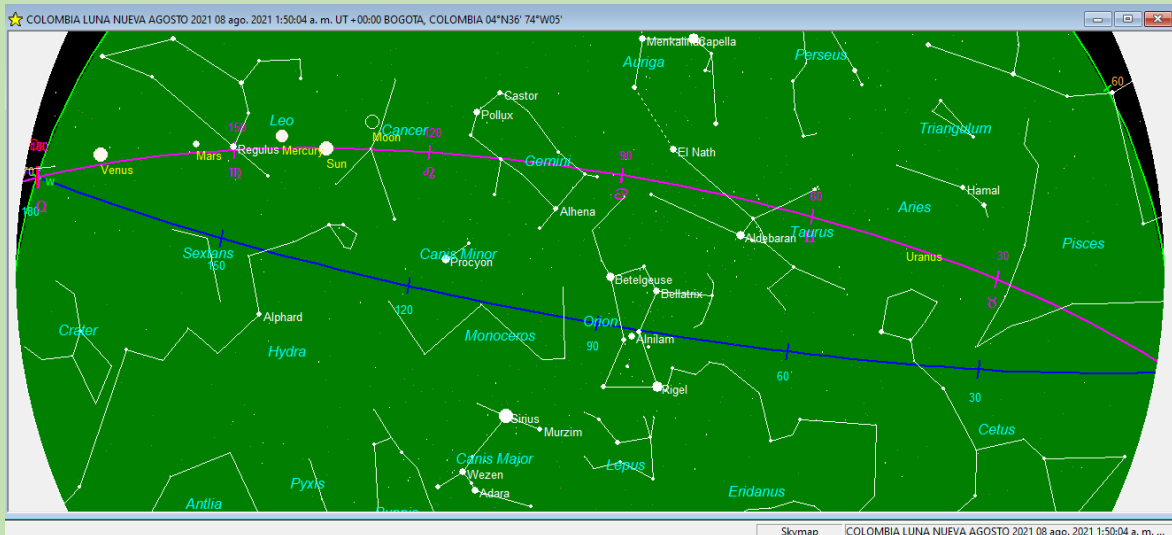 COLOMBIA LUNA NUEVA AGOSTO 2021 08 ago. 2021 1:50:04 a. m. UT +00:00 BOGOTA, COLOMBIA 04°N36' 74°W05'
Menkalinan Capella
Auriga
Perseus
60
Castor
Pollux
Leo
Cancer
Moon
Triangulum
150
120
Mars
Regulus
Mercury
Sun
El Nath
Venus
Gemini
90
Hamal
♍
♌
♋
180
W
60
Alhena
Aries
Aldebaran
Taurus
♊
Pisces
Sextans
150
Canis Minor
Procyon
Uranus
30
Betelgeuse
Bellatrix
♉
120
Alphard
Orion
Crater
Monoceros
Alnilam
Hydra
90
60
Rigel
30
Sirius
Murzim
Cetus
Canis Major
Lepus
Wezen
Adara
Eridanus
Pyxis
Antlia
Skymap
COLOMBIA LUNA NUEVA AGOSTO 2021 08 ago. 2021 1:50:04 a. m. ...